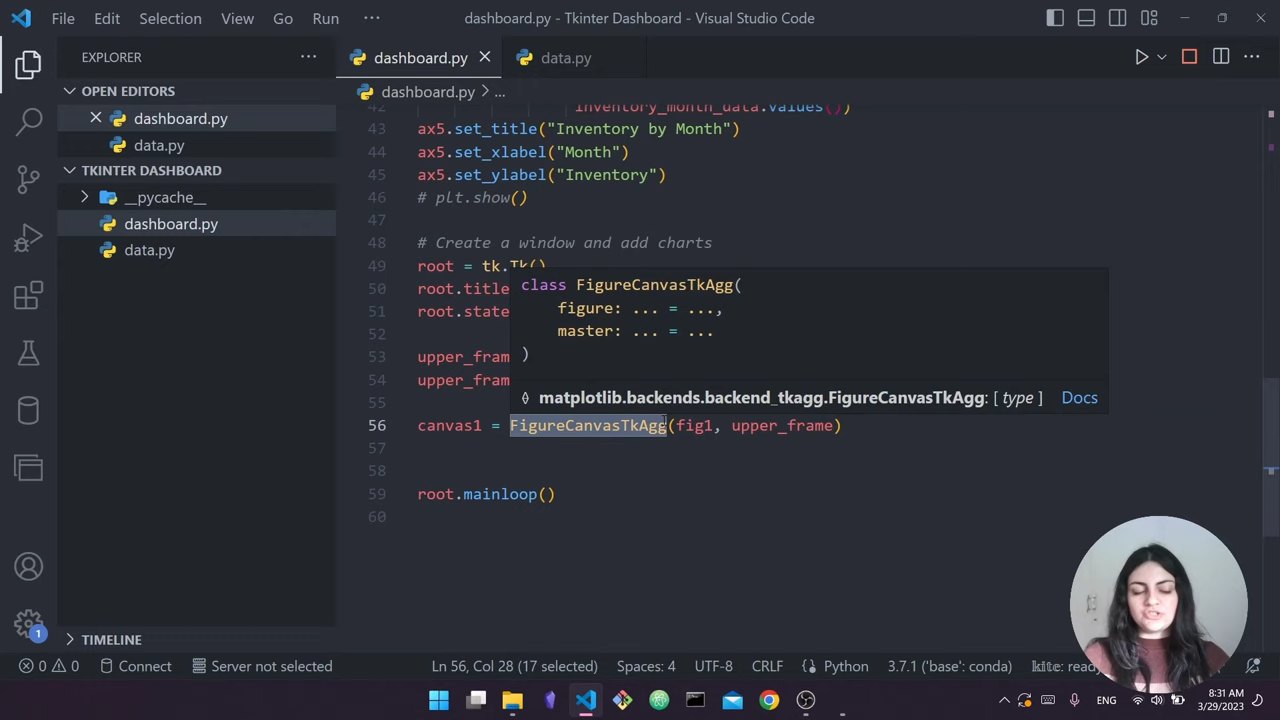 File Edit Selection View Go Run ··· dashboard.py - Tkinter Dashboard - Visual Studio Code
EXPLORER ···
OPEN EDITORS
dashboard.py
data.py
TKINTER DASHBOARD
__pycache__
dashboard.py
data.py
TIMELINE
dashboard.py data.py
dashboard.py > ...
42 inventory_month_data.values())
43 ax5.set_title("Inventory by Month")
44 ax5.set_xlabel("Month")
45 ax5.set_ylabel("Inventory")
46 # plt.show()
47
48 # Create a window and add charts
49 root = tk.Tk()
50 root.title
51 root.state
52
53 upper_fram
54 upper_fram
55
56 canvas1 = FigureCanvasTkAgg(fig1, upper_frame)
57
58
59 root.mainloop()
60
class FigureCanvasTkAgg(
figure: ... = ...,
master: ... = ...
)
matplotlib.backends.backend_tkagg.FigureCanvasTkAgg: [ type ] Docs
1
0 0 Connect Server not selected Ln 56, Col 28 (17 selected) Spaces: 4 UTF-8 CRLF Python 3.7.1 ('base': conda)
ENG 8:31 AM
3/29/2023